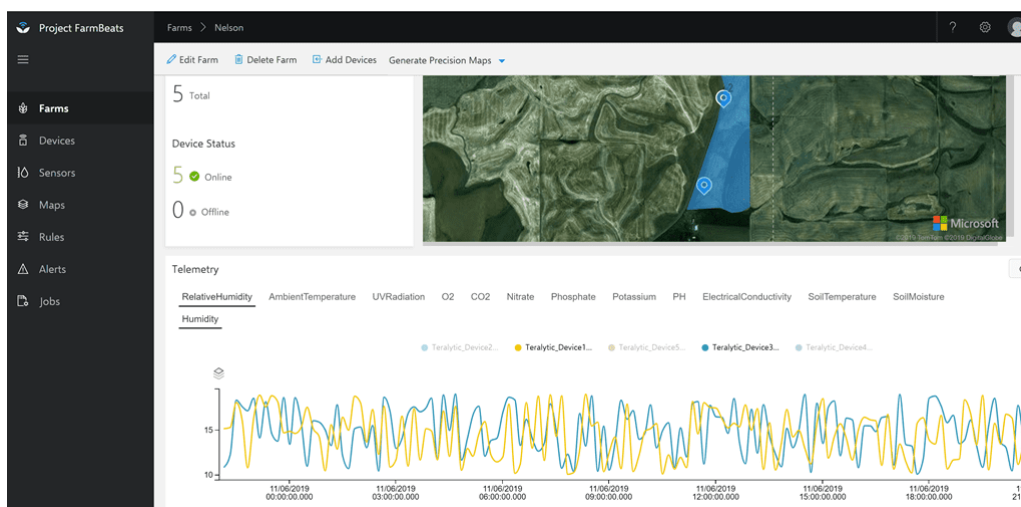 Project FarmBeats
Farms > Nelson
?
Edit Farm Delete Farm Add Devices Generate Precision Maps
Farms
Devices
Sensors
Maps
Rules
Alerts
Jobs
5 Total
Device Status
5 Online
0 Offline
Microsoft
©2019 TomTom ©2019 DigitalGlobe
Telemetry
RelativeHumidity AmbientTemperature UVRadiation O2 CO2 Nitrate Phosphate Potassium PH ElectricalConductivity SoilTemperature SoilMoisture
Humidity
Teralytic_Device2... Teralytic_Device1... Teralytic_Device5... Teralytic_Device3... Teralytic_Device4...
15
10
11/06/2019 11/06/2019 11/06/2019 11/06/2019 11/06/2019 11/06/2019 11/06/2019
00:00:00.000 03:00:00.000 06:00:00.000 09:00:00.000 12:00:00.000 15:00:00.000 18:00:00.000